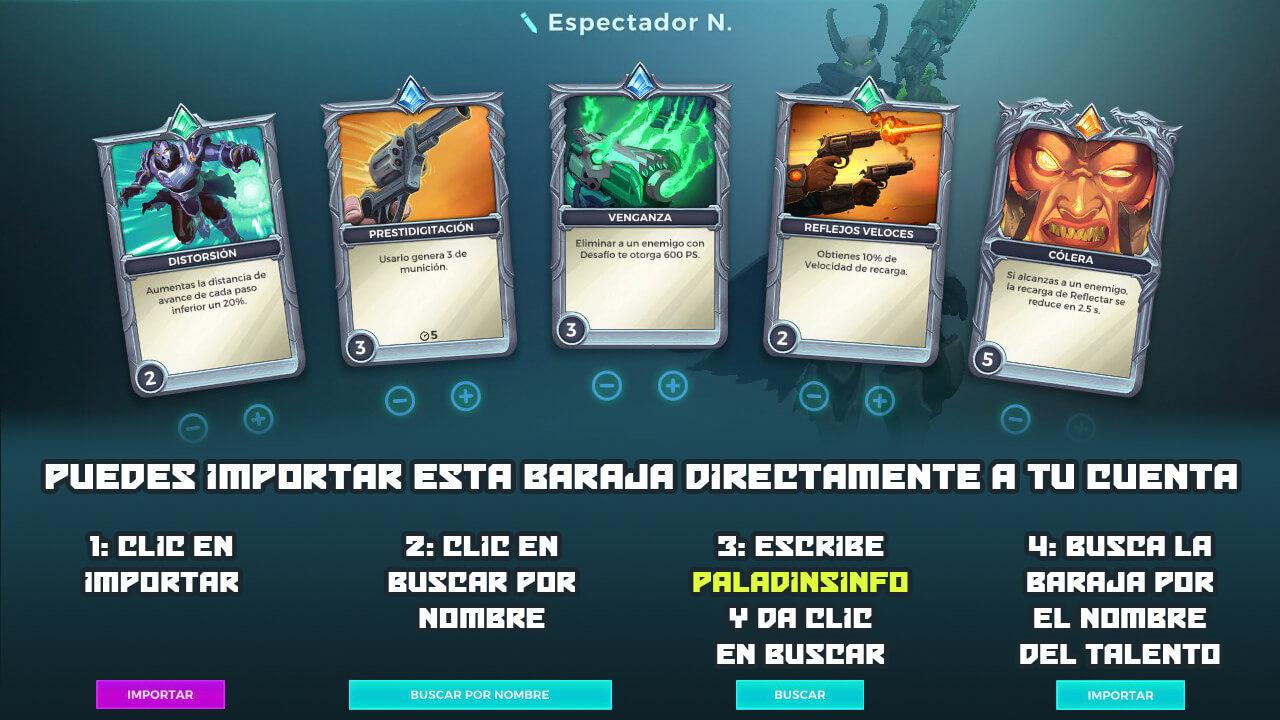 Espectador N.
DISTORSIÓN
Aumentas la distancia de
avance de cada paso
inferior un 20%.
2
PRESTIDIGITACIÓN
Usarlo genera 3 de
munición.
5
3
VENGANZA
Eliminar a un enemigo con
Desafío te otorga 600 PS.
3
REFLEJOS VELOCES
Obtienes 10% de
Velocidad de recarga.
2
CÓLERA
Si alcanzas a un enemigo,
la recarga de Reflectar se
reduce en 2.5 s.
5
PUEDES IMPORTAR ESTA BARAJA DIRECTAMENTE A TU CUENTA
1: CLIC EN
IMPORTAR
IMPORTAR
2: CLIC EN
BUSCAR POR
NOMBRE
BUSCAR POR NOMBRE
3: ESCRIBE
PALADINSINFO
Y DA CLIC
EN BUSCAR
BUSCAR
4: BUSCA LA
BARAJA POR
EL NOMBRE
DEL TALENTO
IMPORTAR